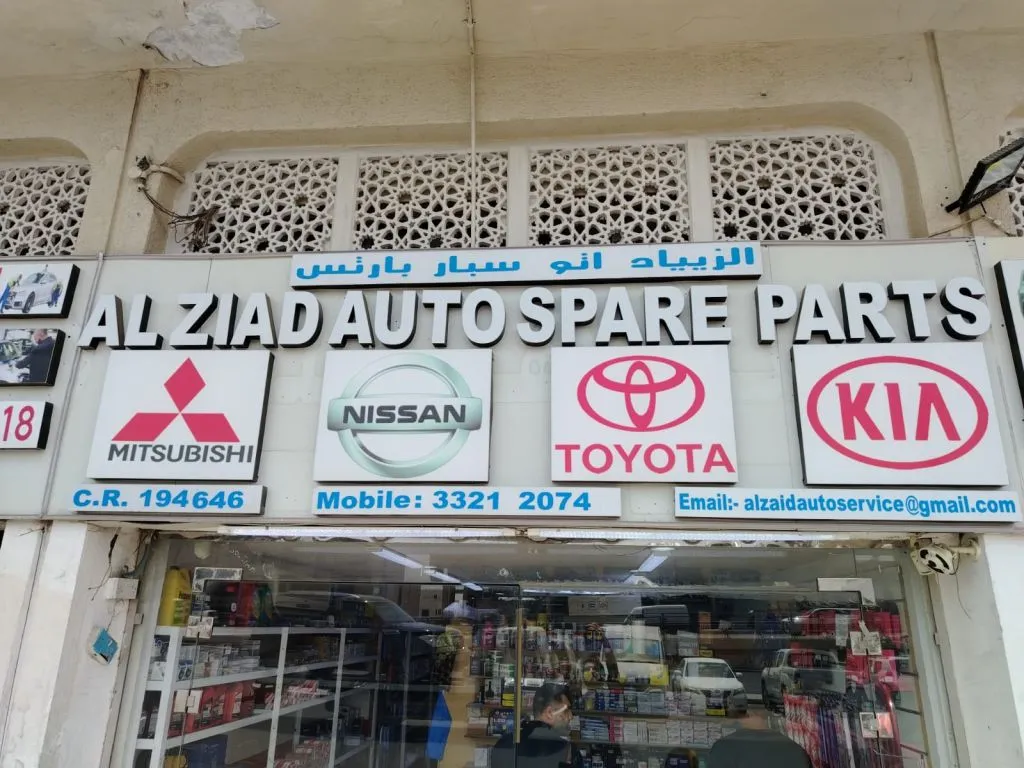 الزيياد اتو سبار بارتس
AL ZIAD AUTO SPARE PARTS
MITSUBISHI
NISSAN
TOYOTA
KIA
18
C.R. 194646
Mobile: 3321 2074
Email:- alzaidautoservice@gmail.com